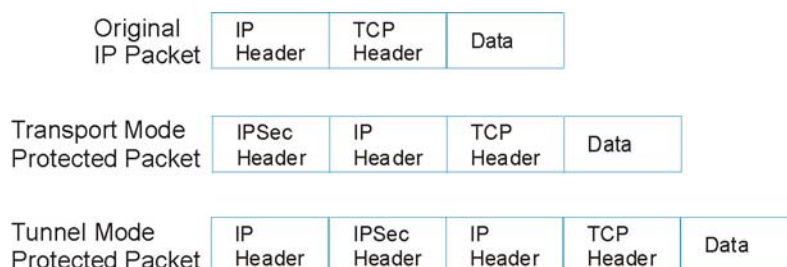 Original
IP Packet
IP
Header
TCP
Header
Data
Transport Mode
Protected Packet
IPSec
Header
IP
Header
TCP
Header
Data
Tunnel Mode
Protected Packet
IP
Header
IPSec
Header
IP
Header
TCP
Header
Data